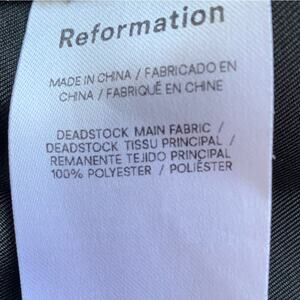 Reformation
MADE IN CHINA / FABRICADO EN
CHINA / FABRIQUÉ EN CHINE
DEADSTOCK MAIN FABRIC /
DEADSTOCK TISSU PRINCIPAL /
REMANENTE TEJIDO PRINCIPAL
100% POLYESTER / POLIÉSTER